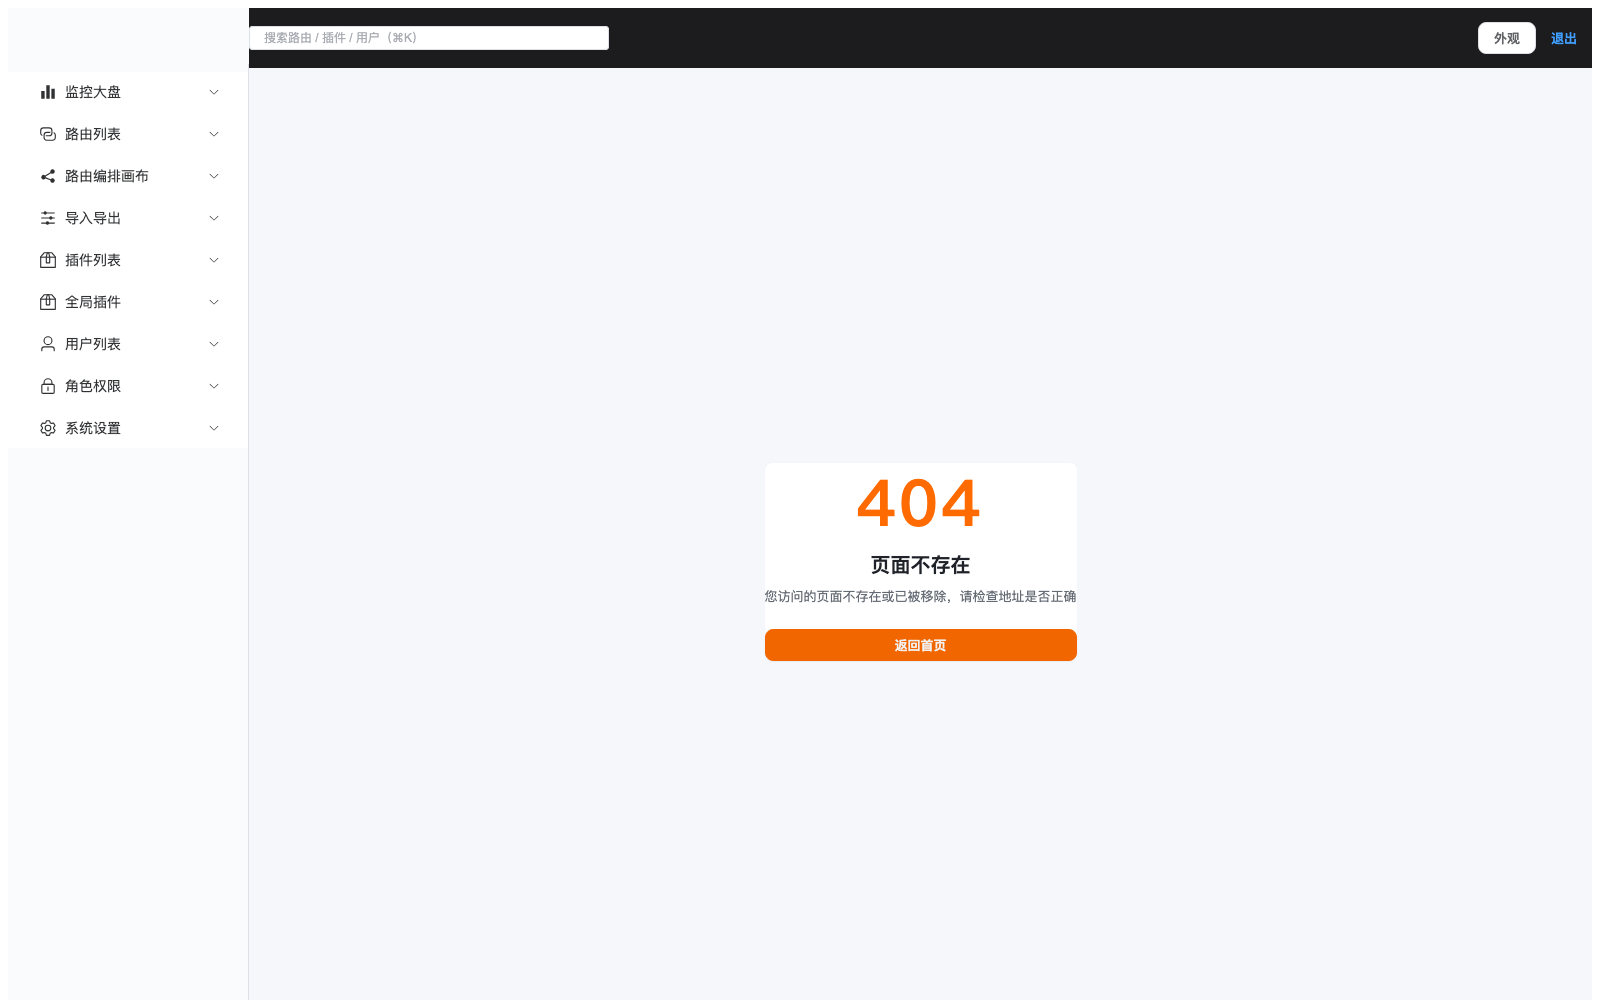 搜索路由 / 插件 / 用户（⌘K）
外观
退出
监控大盘
路由列表
路由编排画布
导入导出
插件列表
全局插件
用户列表
角色权限
系统设置
404
页面不存在
您访问的页面不存在或已被移除，请检查地址是否正确
返回首页